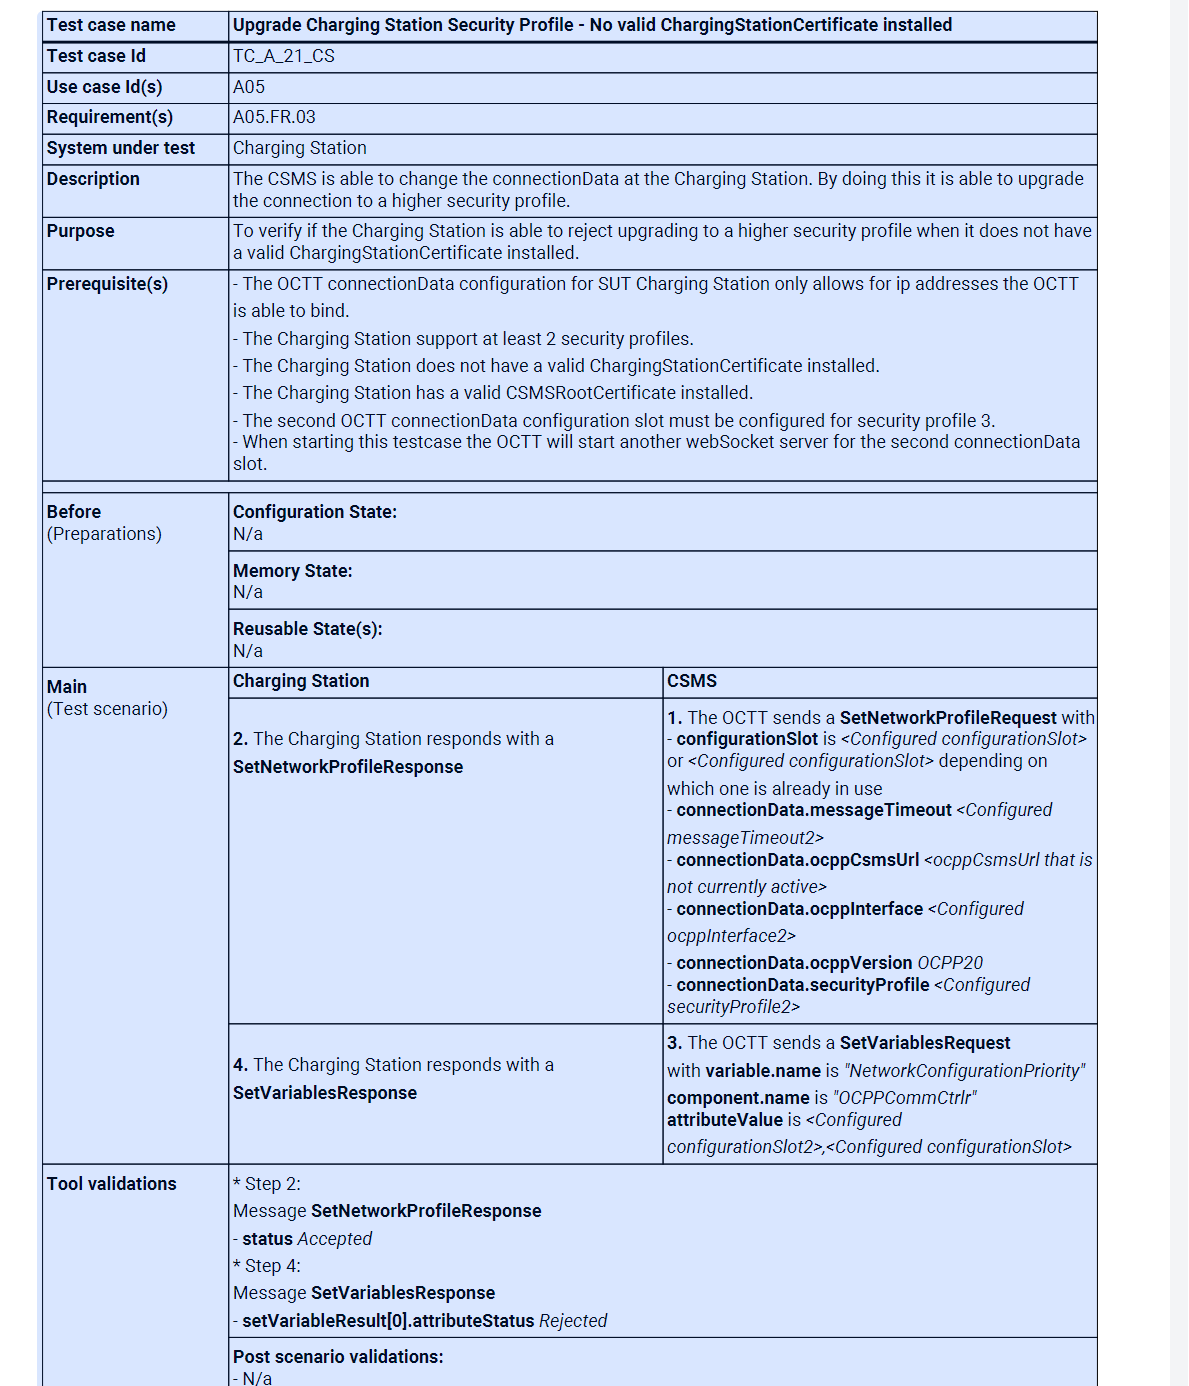 Test case name
Upgrade Charging Station Security Profile - No valid ChargingStationCertificate installed
Test case Id
TC_A_21_CS
Use case Id(s)
A05
Requirement(s)
A05.FR.03
System under test
Charging Station
Description
The CSMS is able to change the connectionData at the Charging Station. By doing this it is able to upgrade
the connection to a higher security profile.
Purpose
To verify if the Charging Station is able to reject upgrading to a higher security profile when it does not have
a valid ChargingStationCertificate installed.
Prerequisite(s)
- The OCTT connectionData configuration for SUT Charging Station only allows for ip addresses the OCTT
is able to bind.
- The Charging Station support at least 2 security profiles.
- The Charging Station does not have a valid ChargingStationCertificate installed.
- The Charging Station has a valid CSMSRootCertificate installed.
- The second OCTT connectionData configuration slot must be configured for security profile 3.
- When starting this testcase the OCTT will start another webSocket server for the second connectionData
slot.
Before
(Preparations)
Configuration State:
N/a
Memory State:
N/a
Reusable State(s):
N/a
Main
(Test scenario)
Charging Station
CSMS
2. The Charging Station responds with a
SetNetworkProfileResponse
1. The OCTT sends a SetNetworkProfileRequest with
- configurationSlot is <Configured configurationSlot>
or <Configured configurationSlot> depending on
which one is already in use
- connectionData.messageTimeout <Configured
messageTimeout2>
- connectionData.ocppCsmsUrl <ocppCsmsUrl that is
not currently active>
- connectionData.ocppInterface <Configured
ocppInterface2>
- connectionData.ocppVersion OCPP20
- connectionData.securityProfile <Configured
securityProfile2>
4. The Charging Station responds with a
SetVariablesResponse
3. The OCTT sends a SetVariablesRequest
with variable.name is "NetworkConfigurationPriority"
component.name is "OCPPCommCtrlr"
attributeValue is <Configured
configurationSlot2>,<Configured configurationSlot>
Tool validations
* Step 2:
Message SetNetworkProfileResponse
- status Accepted
* Step 4:
Message SetVariablesResponse
- setVariableResult[0].attributeStatus Rejected
Post scenario validations:
- N/a